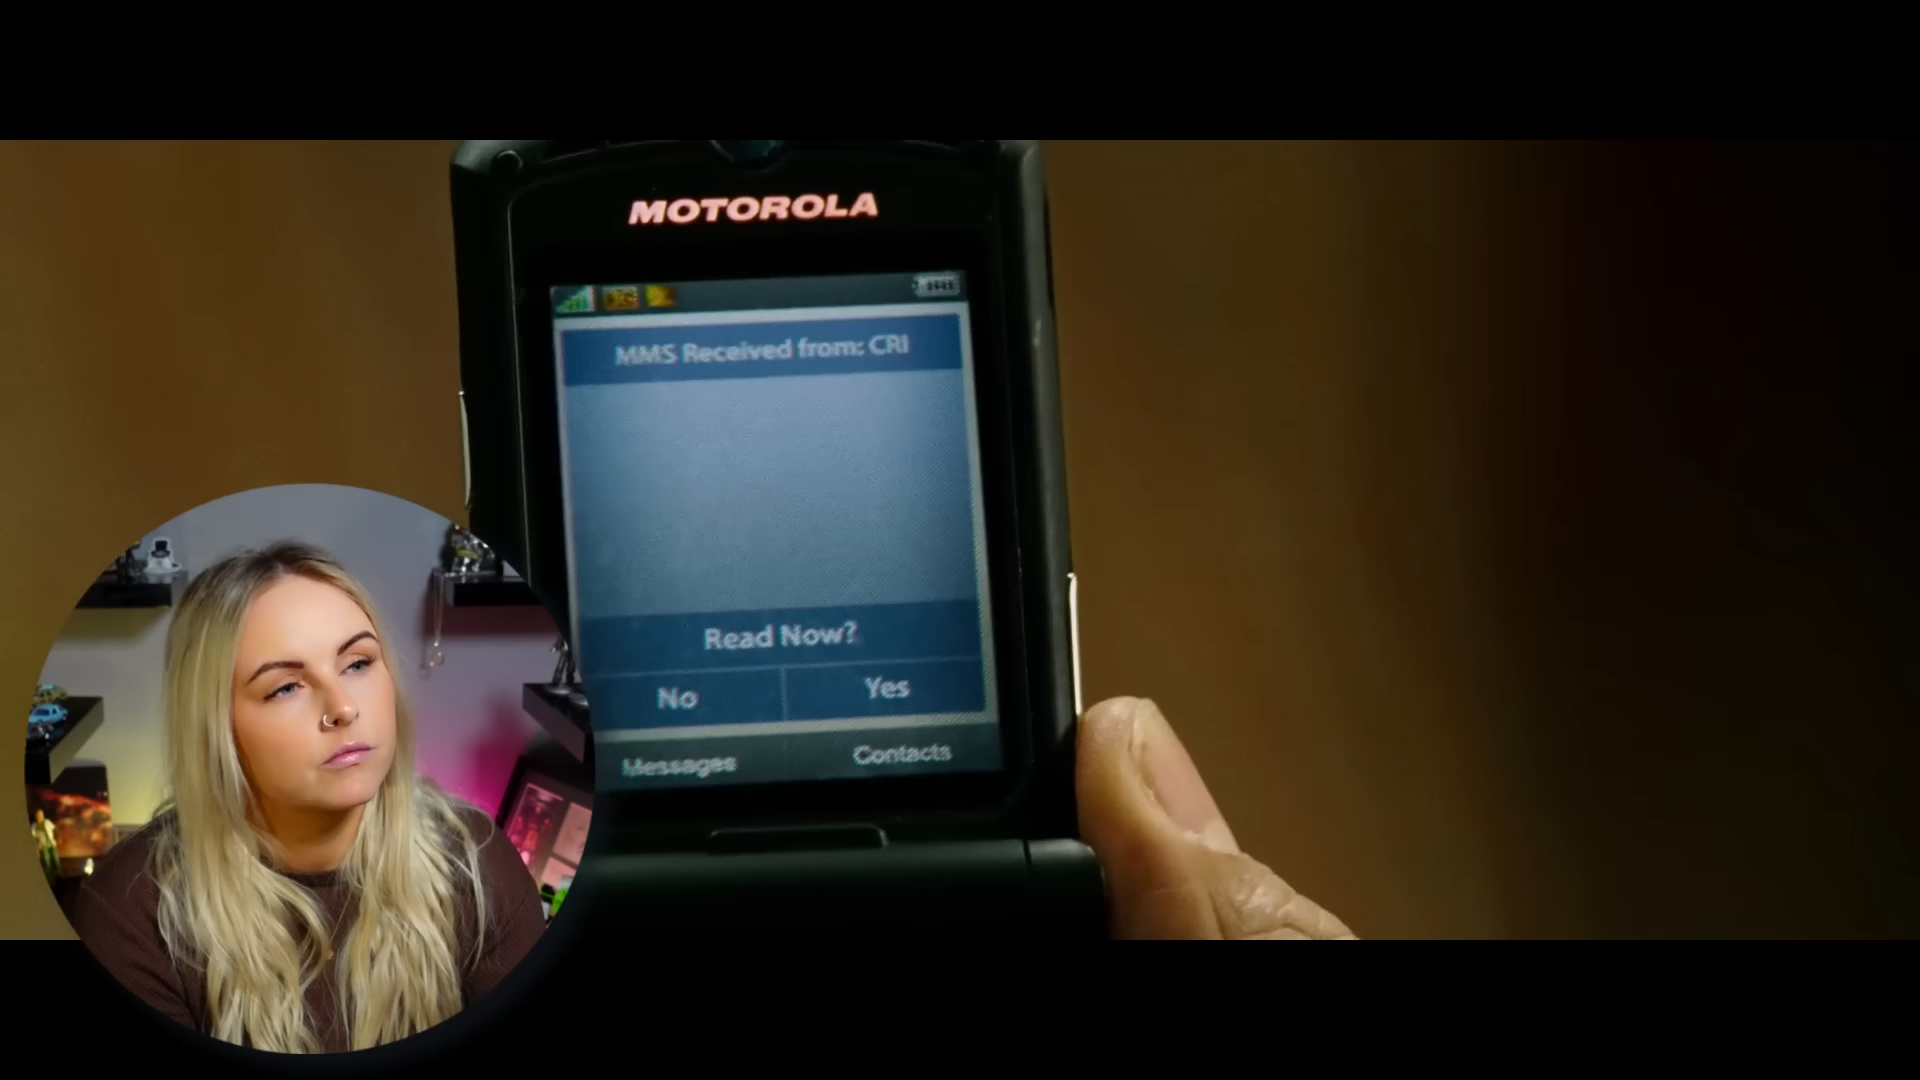 MOTOROLA
MMS Received from: CRI
Read Now?
No Yes
Messages Contacts